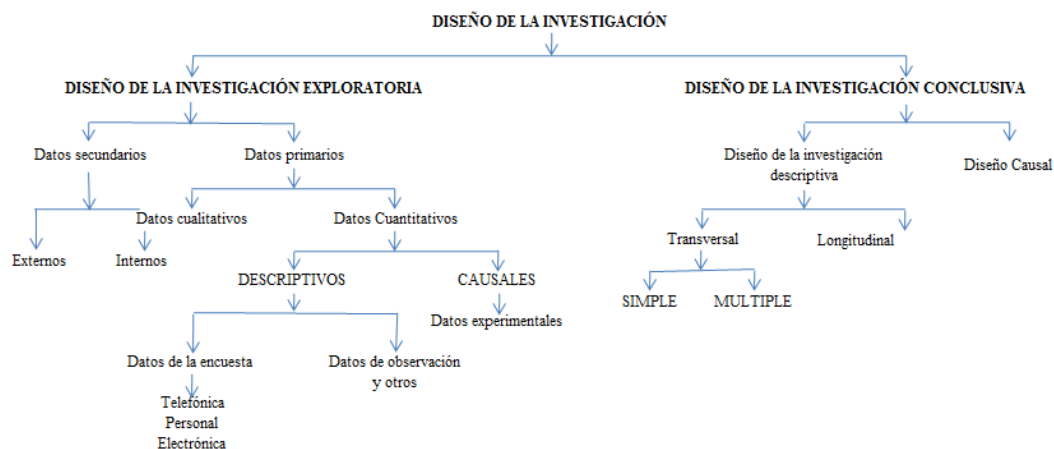 DISEÑO DE LA INVESTIGACIÓN
DISEÑO DE LA INVESTIGACIÓN EXPLORATORIA
DISEÑO DE LA INVESTIGACIÓN CONCLUSIVA
Datos secundarios
Datos primarios
Diseño de la investigación
descriptiva
Diseño Causal
Datos cualitativos
Datos Cuantitativos
Transversal
Longitudinal
Externos
Internos
DESCRIPTIVOS
CAUSALES
SIMPLE
MULTIPLE
Datos experimentales
Datos de la encuesta
Datos de observación
y otros
Telefónica
Personal
Electrónica